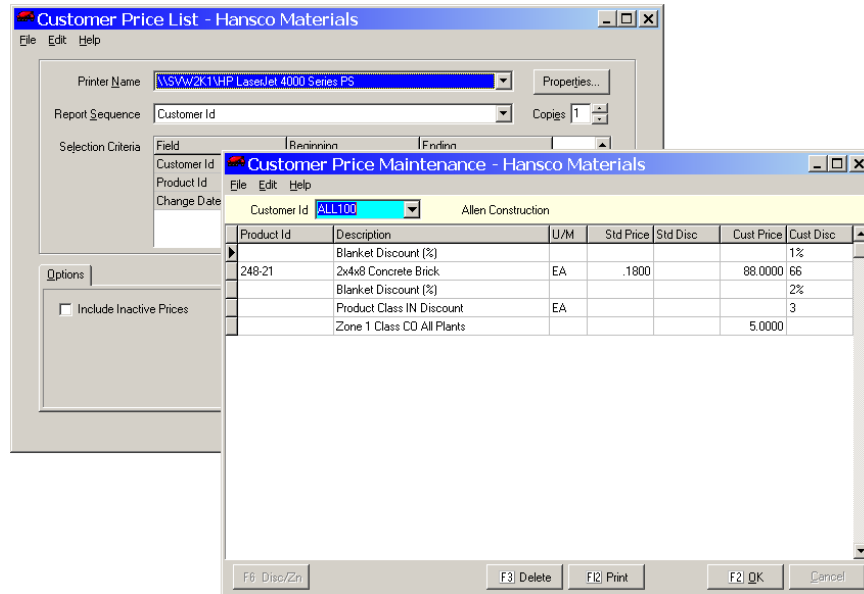 Customer Price List - Hansco Materials
File Edit Help
Printer Name \\SVW2K1\HP LaserJet 4000 Series PS Properties...
Report Sequence Customer Id Copies 1
Selection Criteria Field Beginning Ending
Customer Id
Product Id
Change Date
Options
Include Inactive Prices
Customer Price Maintenance - Hansco Materials
File Edit Help
Customer Id ALL100 Allen Construction
Product Id Description U/M Std Price Std Disc Cust Price Cust Disc
Blanket Discount (%) 1%
248-21 2x4x8 Concrete Brick EA .1800 88.0000 66
Blanket Discount (%) 2%
Product Class IN Discount EA 3
Zone 1 Class CO All Plants 5.0000
F6 Disc/Zn F3 Delete F12 Print F2 OK Cancel